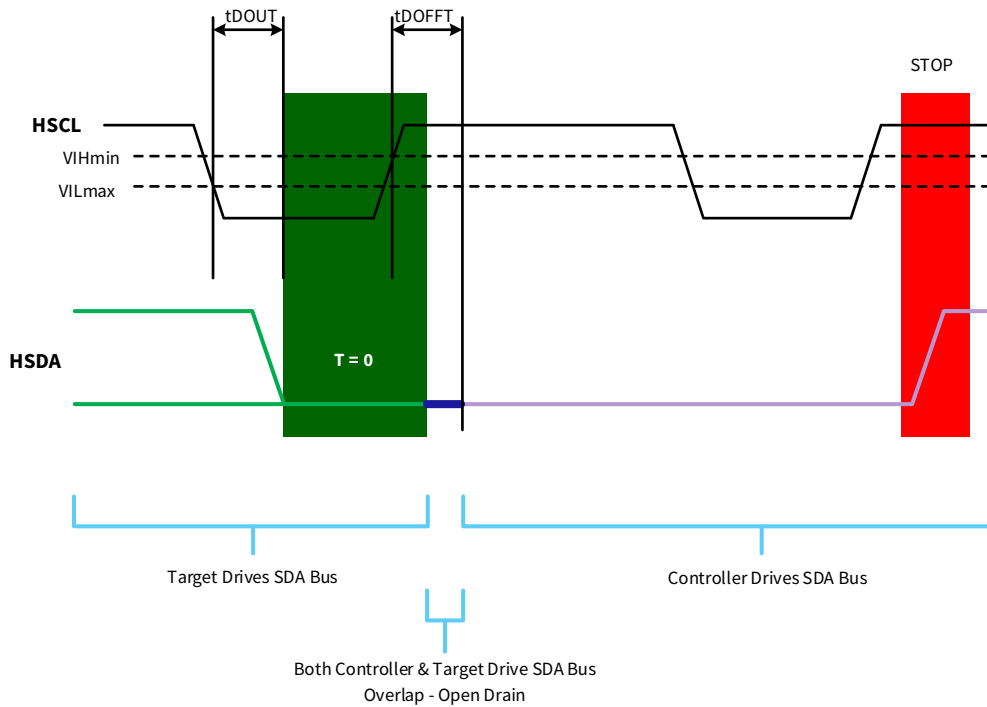 tDOUT
tDOFFT
STOP
HSCL
VIHmin
VILmax
HSDA
T = 0
Target Drives SDA Bus
Controller Drives SDA Bus
Both Controller & Target Drive SDA Bus
Overlap - Open Drain